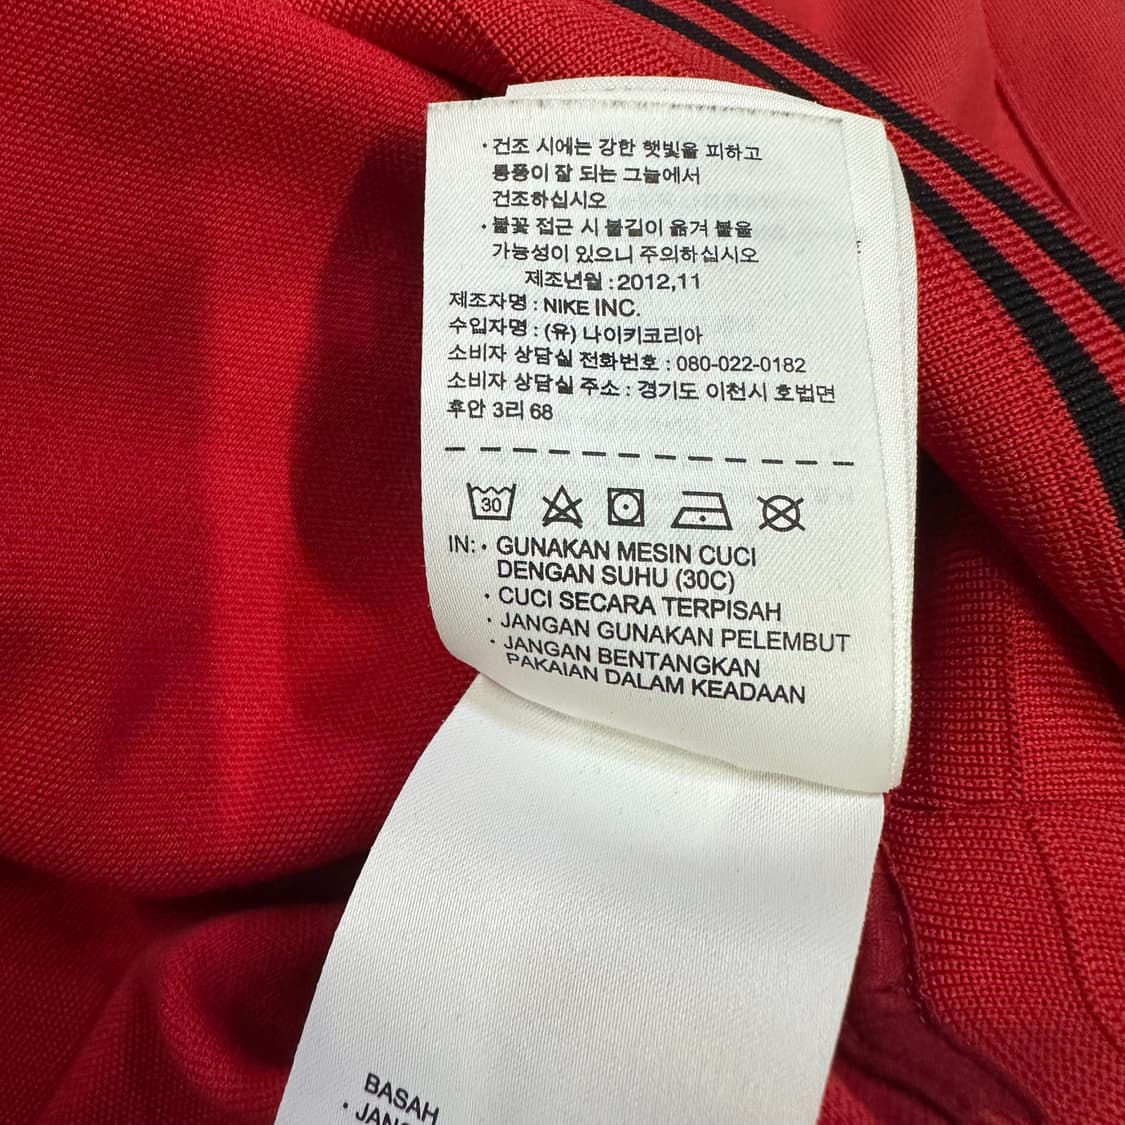 · 건조 시에는 강한 햇빛을 피하고
통풍이 잘 되는 그늘에서
건조하십시오
· 불꽃 접근 시 불길이 옮겨 붙을
가능성이 있으니 주의하십시오
제조년월 : 2012,11
제조자명 : NIKE INC.
수입자명 : (유) 나이키코리아
소비자 상담실 전화번호 : 080-022-0182
소비자 상담실 주소 : 경기도 이천시 호법면
후안 3리 68
30
IN: · GUNAKAN MESIN CUCI
DENGAN SUHU (30C)
· CUCI SECARA TERPISAH
· JANGAN GUNAKAN PELEMBUT
· JANGAN BENTANGKAN
PAKAIAN DALAM KEADAAN
BASAH